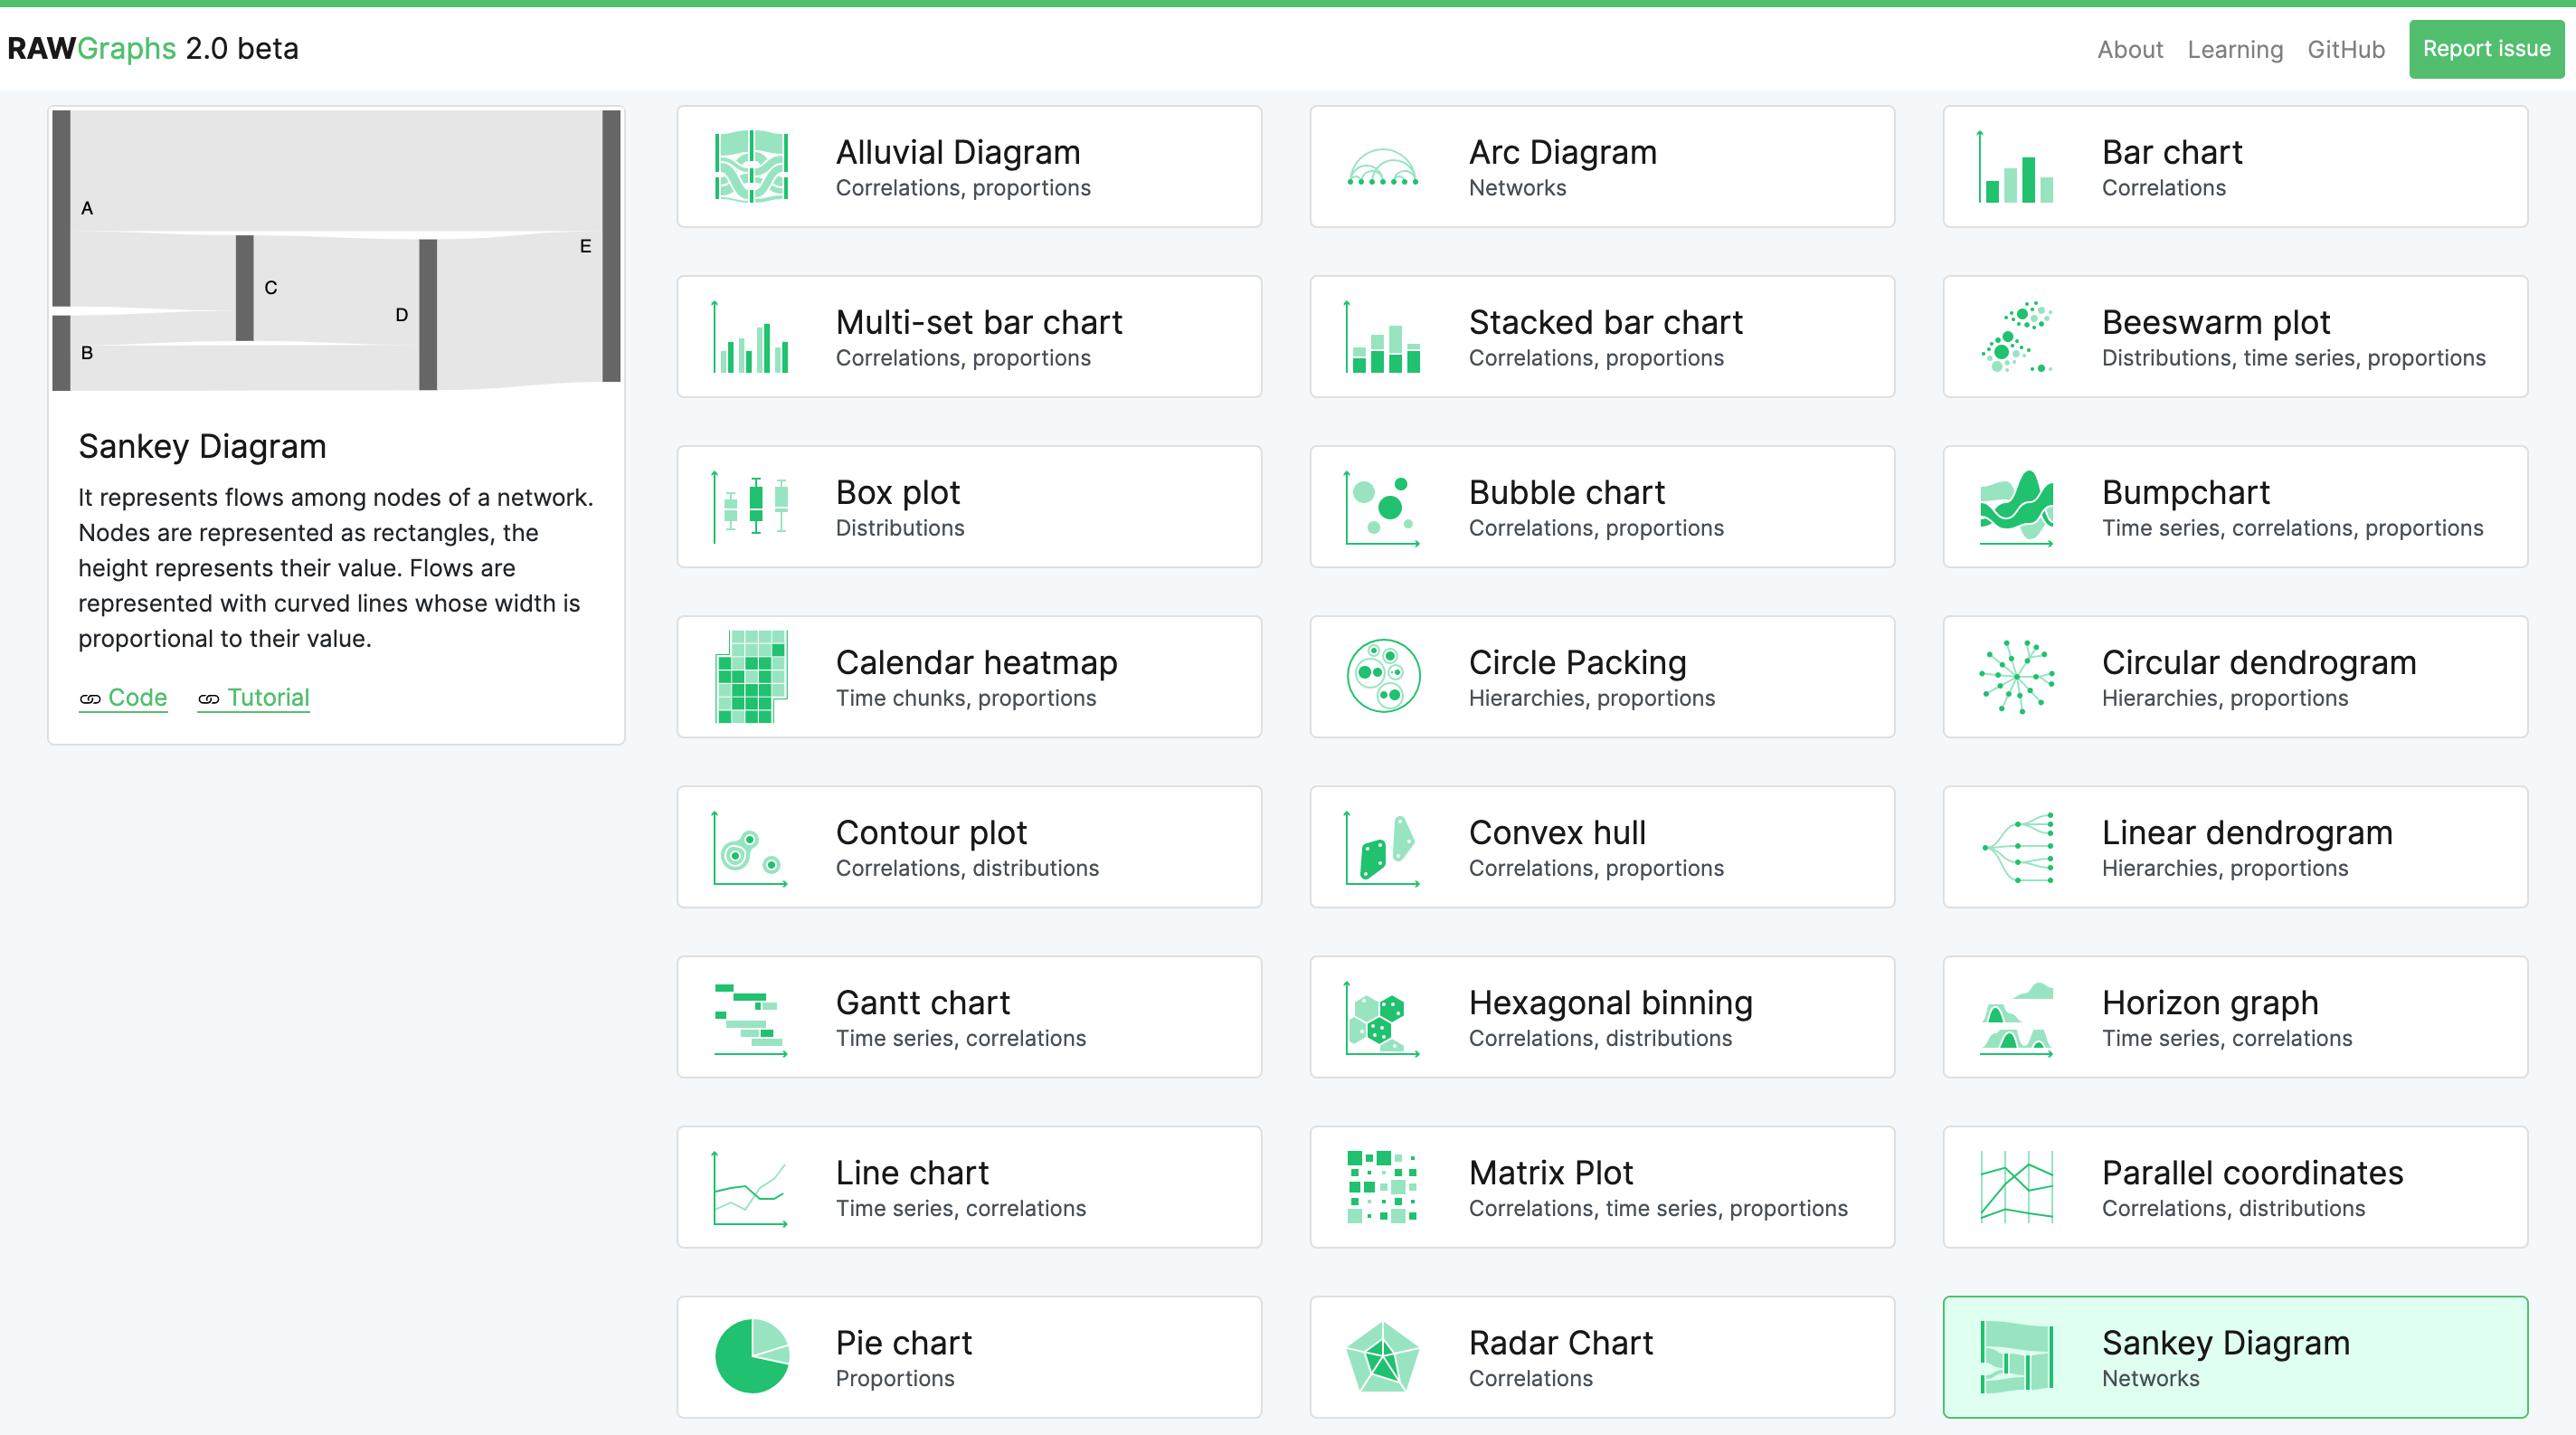 RAWGraphs 2.0 beta
About Learning GitHub Report issue
A
B
C
D
E
Sankey Diagram
It represents flows among nodes of a network.
Nodes are represented as rectangles, the
height represents their value. Flows are
represented with curved lines whose width is
proportional to their value.
Code Tutorial
Alluvial Diagram
Correlations, proportions
Arc Diagram
Networks
Bar chart
Correlations
Multi-set bar chart
Correlations, proportions
Stacked bar chart
Correlations, proportions
Beeswarm plot
Distributions, time series, proportions
Box plot
Distributions
Bubble chart
Correlations, proportions
Bumpchart
Time series, correlations, proportions
Calendar heatmap
Time chunks, proportions
Circle Packing
Hierarchies, proportions
Circular dendrogram
Hierarchies, proportions
Contour plot
Correlations, distributions
Convex hull
Correlations, proportions
Linear dendrogram
Hierarchies, proportions
Gantt chart
Time series, correlations
Hexagonal binning
Correlations, distributions
Horizon graph
Time series, correlations
Line chart
Time series, correlations
Matrix Plot
Correlations, time series, proportions
Parallel coordinates
Correlations, distributions
Pie chart
Proportions
Radar Chart
Correlations
Sankey Diagram
Networks